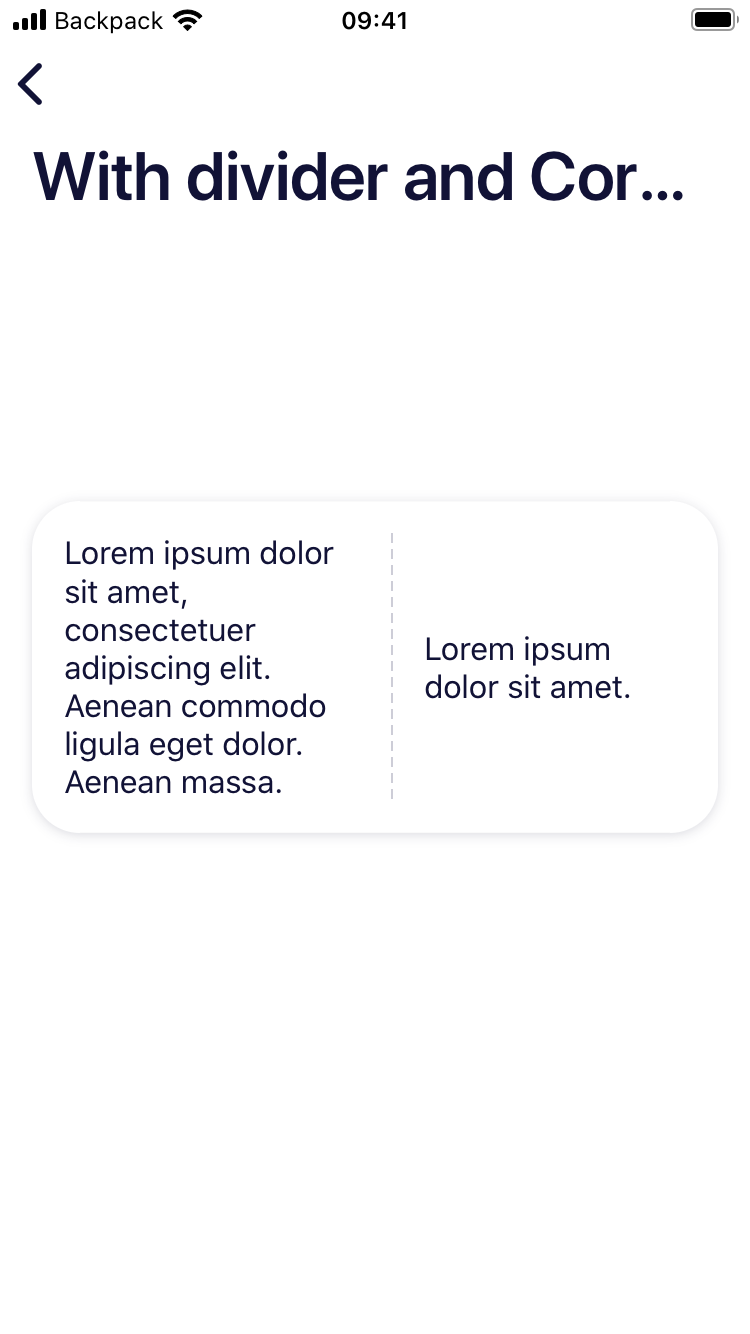 Backpack
09:41
With divider and Cor...
Lorem ipsum dolor
sit amet,
consectetuer
adipiscing elit.
Aenean commodo
ligula eget dolor.
Aenean massa.
Lorem ipsum
dolor sit amet.